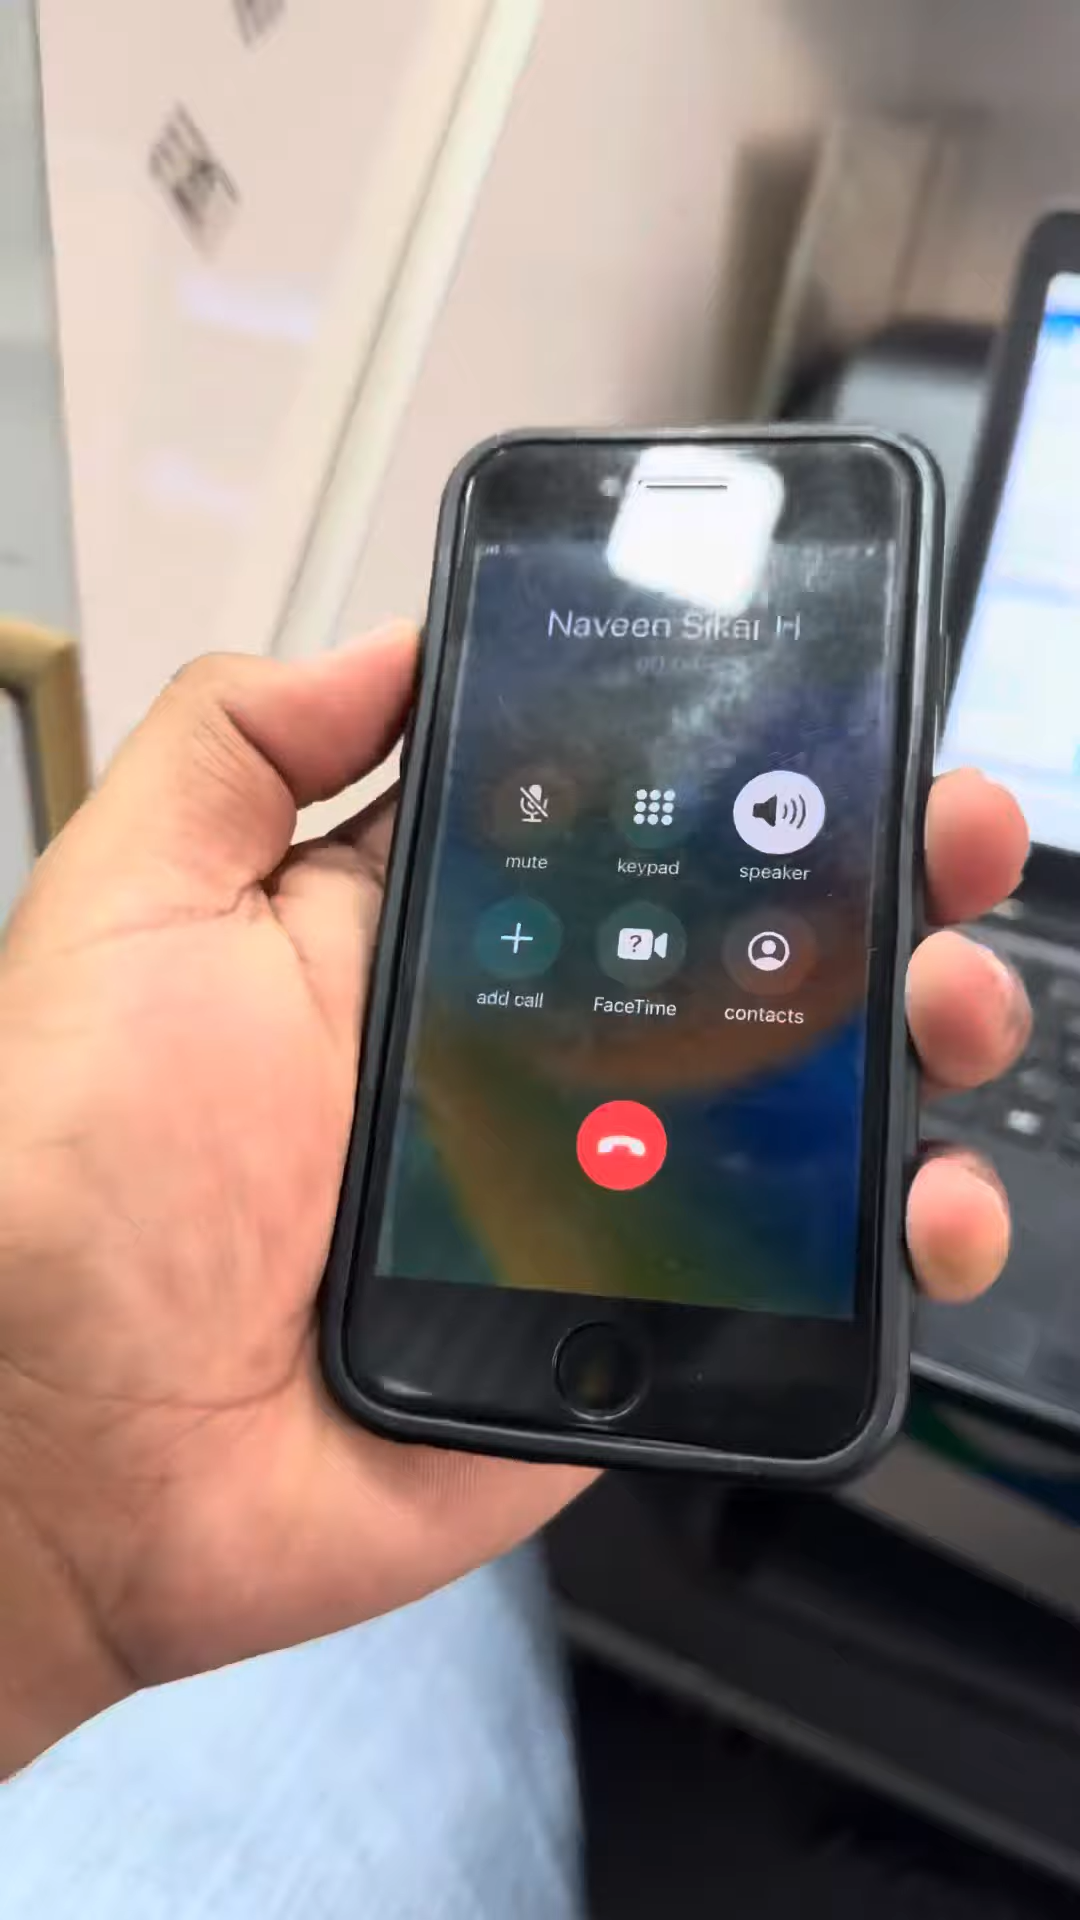 Naveen Sikar H
mute
keypad
speaker
add call
FaceTime
contacts